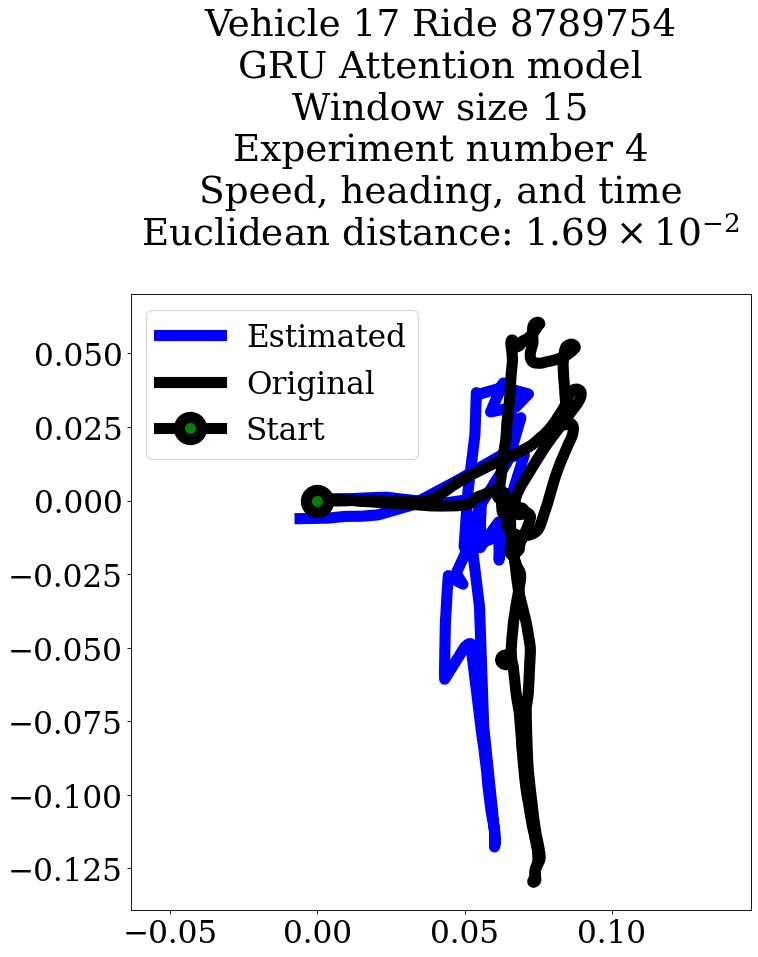 Vehicle 17 Ride 8789754
GRU Attention model
Window size 15
Experiment number 4
Speed, heading, and time
Euclidean distance: 1.69 × 10⁻²
Estimated
Original
Start
0.050
0.025
0.000
−0.025
−0.050
−0.075
−0.100
−0.125
−0.05 0.00 0.05 0.10